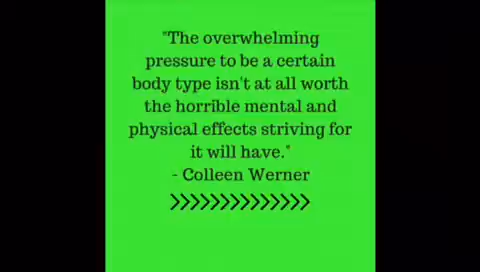 "The overwhelming
pressure to be a certain
body type isn't at all worth
the horrible mental and
physical effects striving for
it will have."
- Colleen Werner